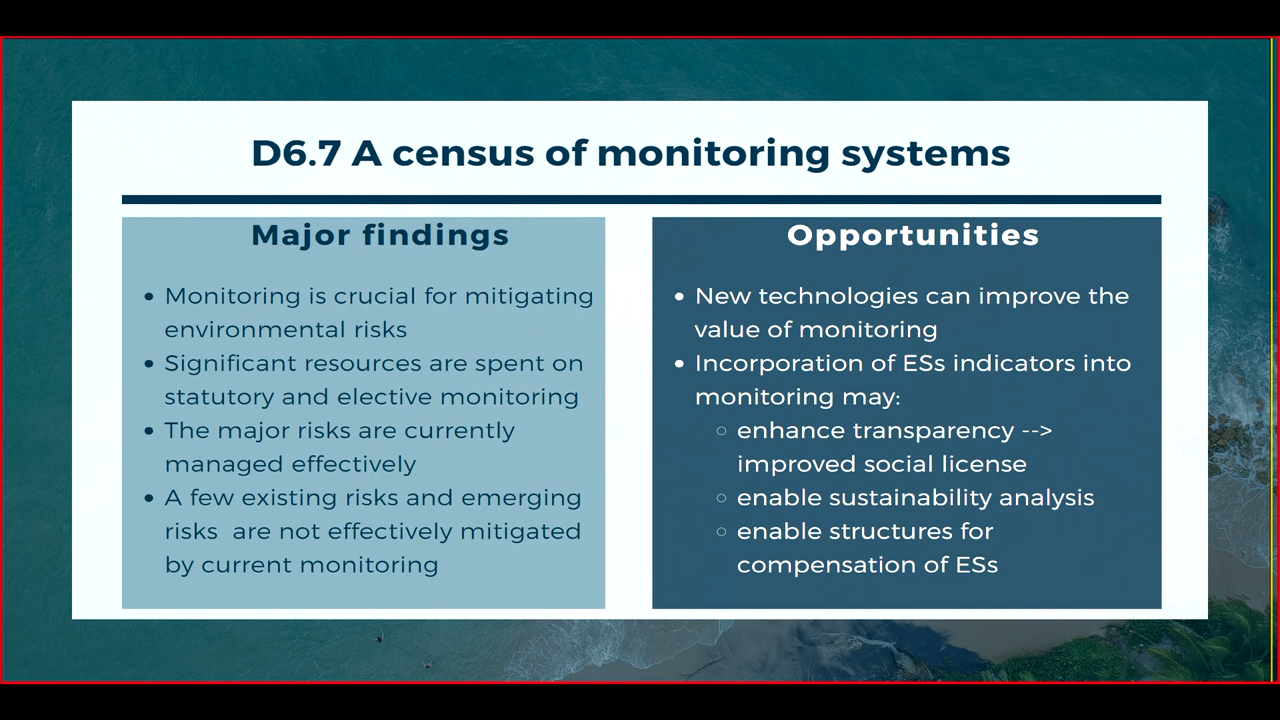 D6.7 A census of monitoring systems
Major findings
• Monitoring is crucial for mitigating
environmental risks
• Significant resources are spent on
statutory and elective monitoring
• The major risks are currently
managed effectively
• A few existing risks and emerging
risks  are not effectively mitigated
by current monitoring
Opportunities
• New technologies can improve the
value of monitoring
• Incorporation of ESs indicators into
monitoring may:
○ enhance transparency -->
improved social license
○ enable sustainability analysis
○ enable structures for
compensation of ESs